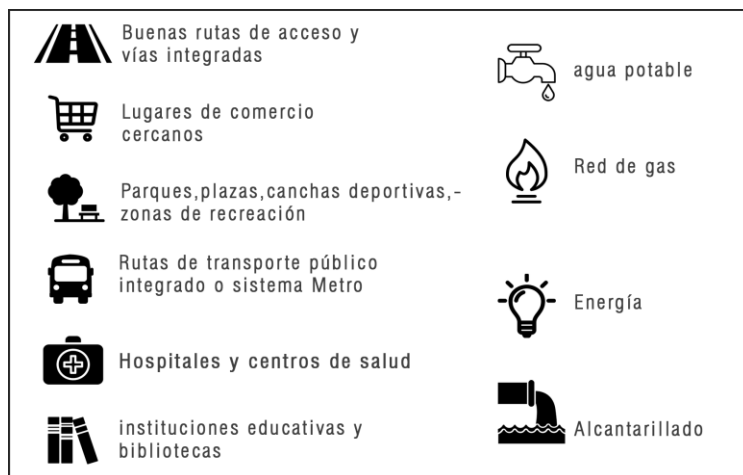 Buenas rutas de acceso y
vías integradas
Lugares de comercio
cercanos
Parques,plazas,canchas deportivas,-
zonas de recreación
Rutas de transporte público
integrado o sistema Metro
Hospitales y centros de salud
instituciones educativas y
bibliotecas
agua potable
Red de gas
Energía
Alcantarillado